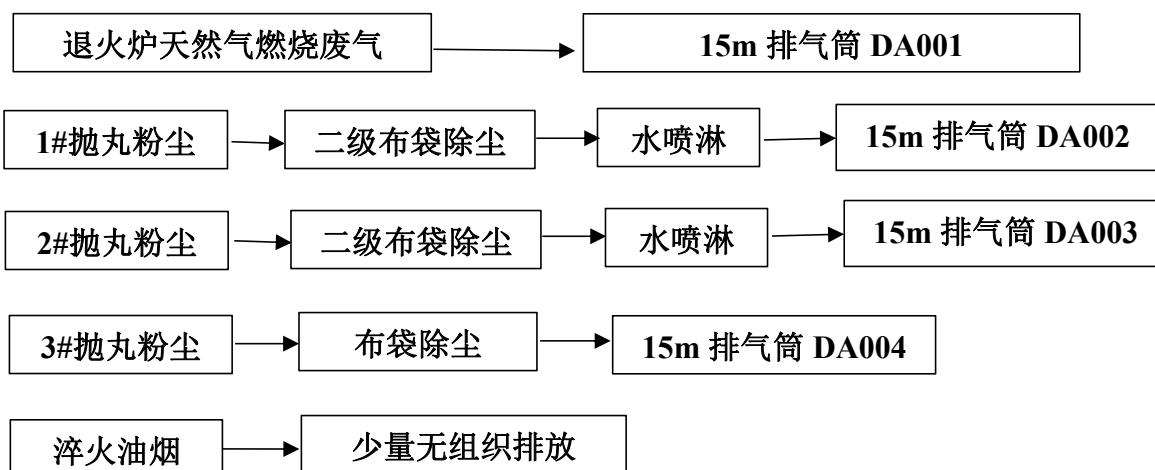 退火炉天然气燃烧废气
15m 排气筒 DA001
1#抛丸粉尘
二级布袋除尘
水喷淋
15m 排气筒 DA002
2#抛丸粉尘
二级布袋除尘
水喷淋
15m 排气筒 DA003
3#抛丸粉尘
布袋除尘
15m 排气筒 DA004
淬火油烟
少量无组织排放